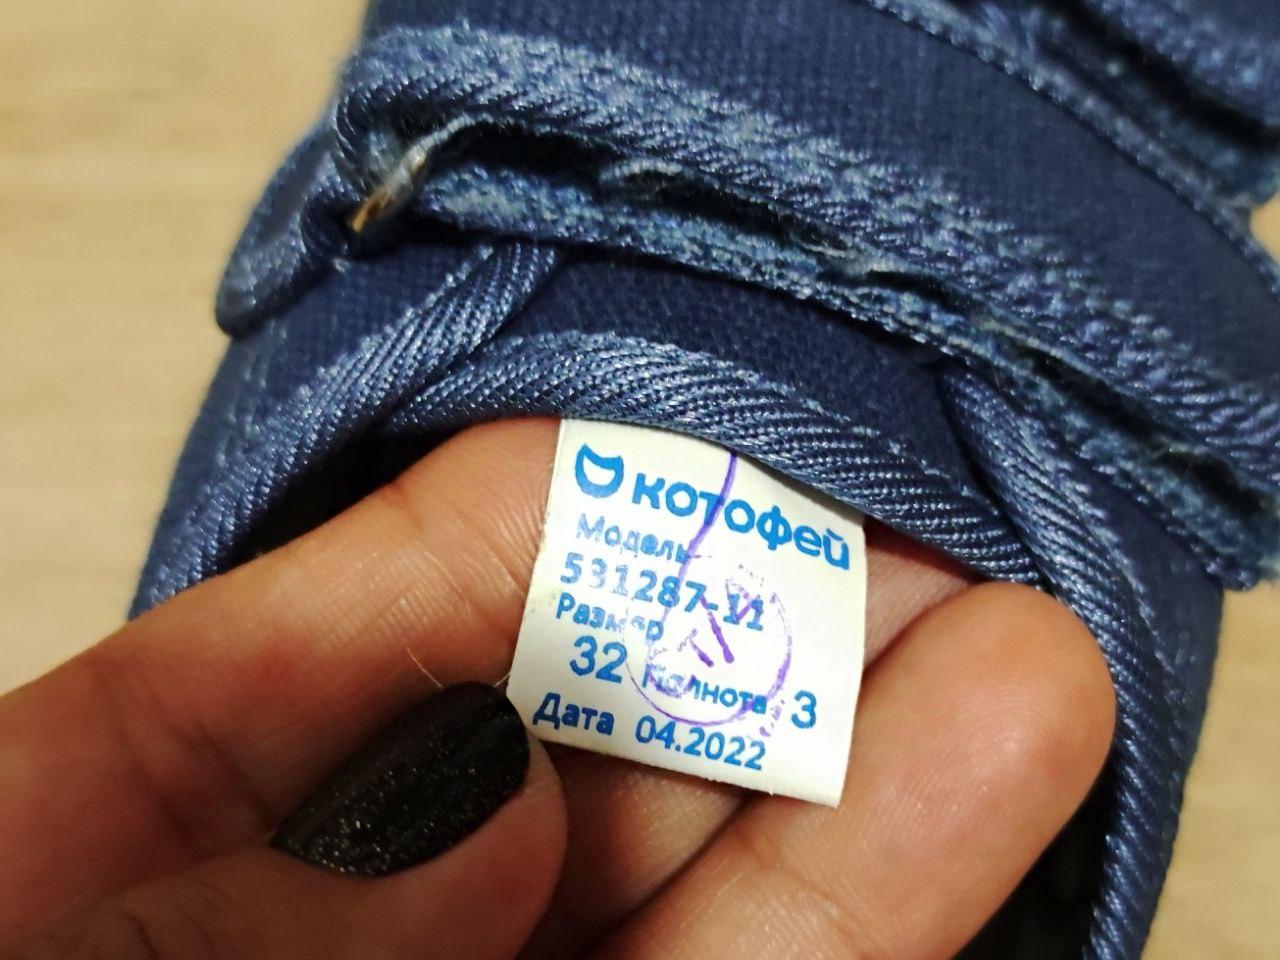 котофей
Модель
531287-11
Размер
32 Полнота 3
Дата 04.2022